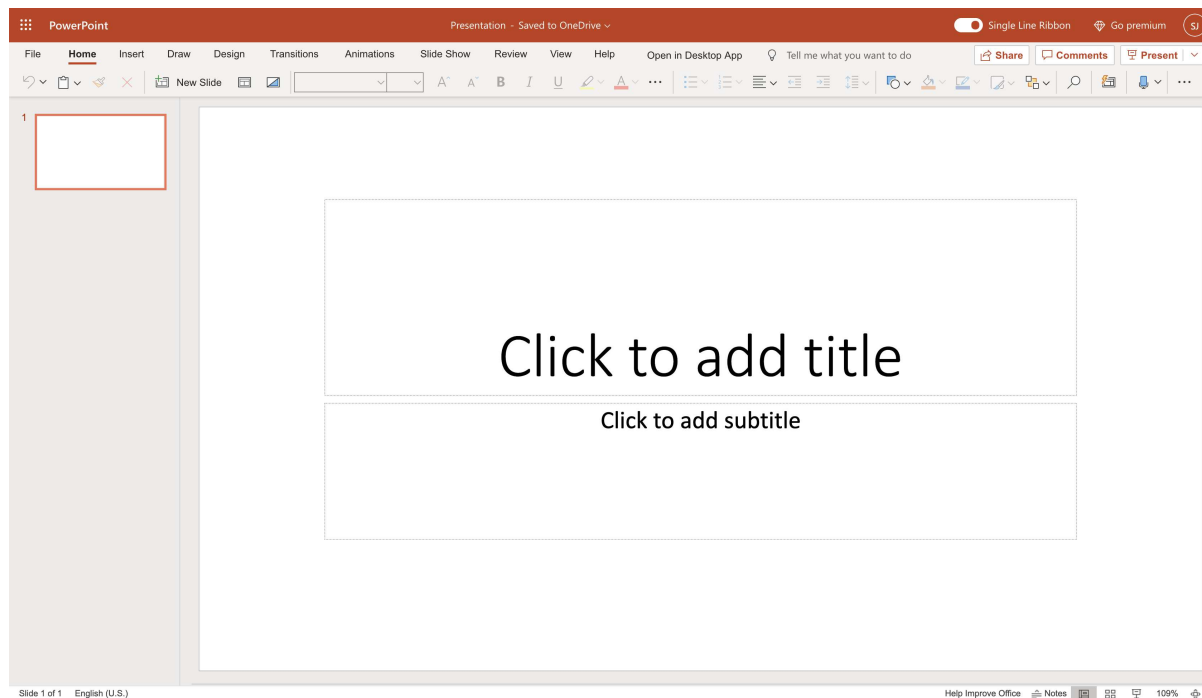 PowerPoint Presentation - Saved to OneDrive Single Line Ribbon Go premium SJ
File Home Insert Draw Design Transitions Animations Slide Show Review View Help Open in Desktop App Tell me what you want to do Share Comments Present
New Slide A A B I U A
1
Click to add title
Click to add subtitle
Slide 1 of 1 English (U.S.) Help Improve Office Notes 109%